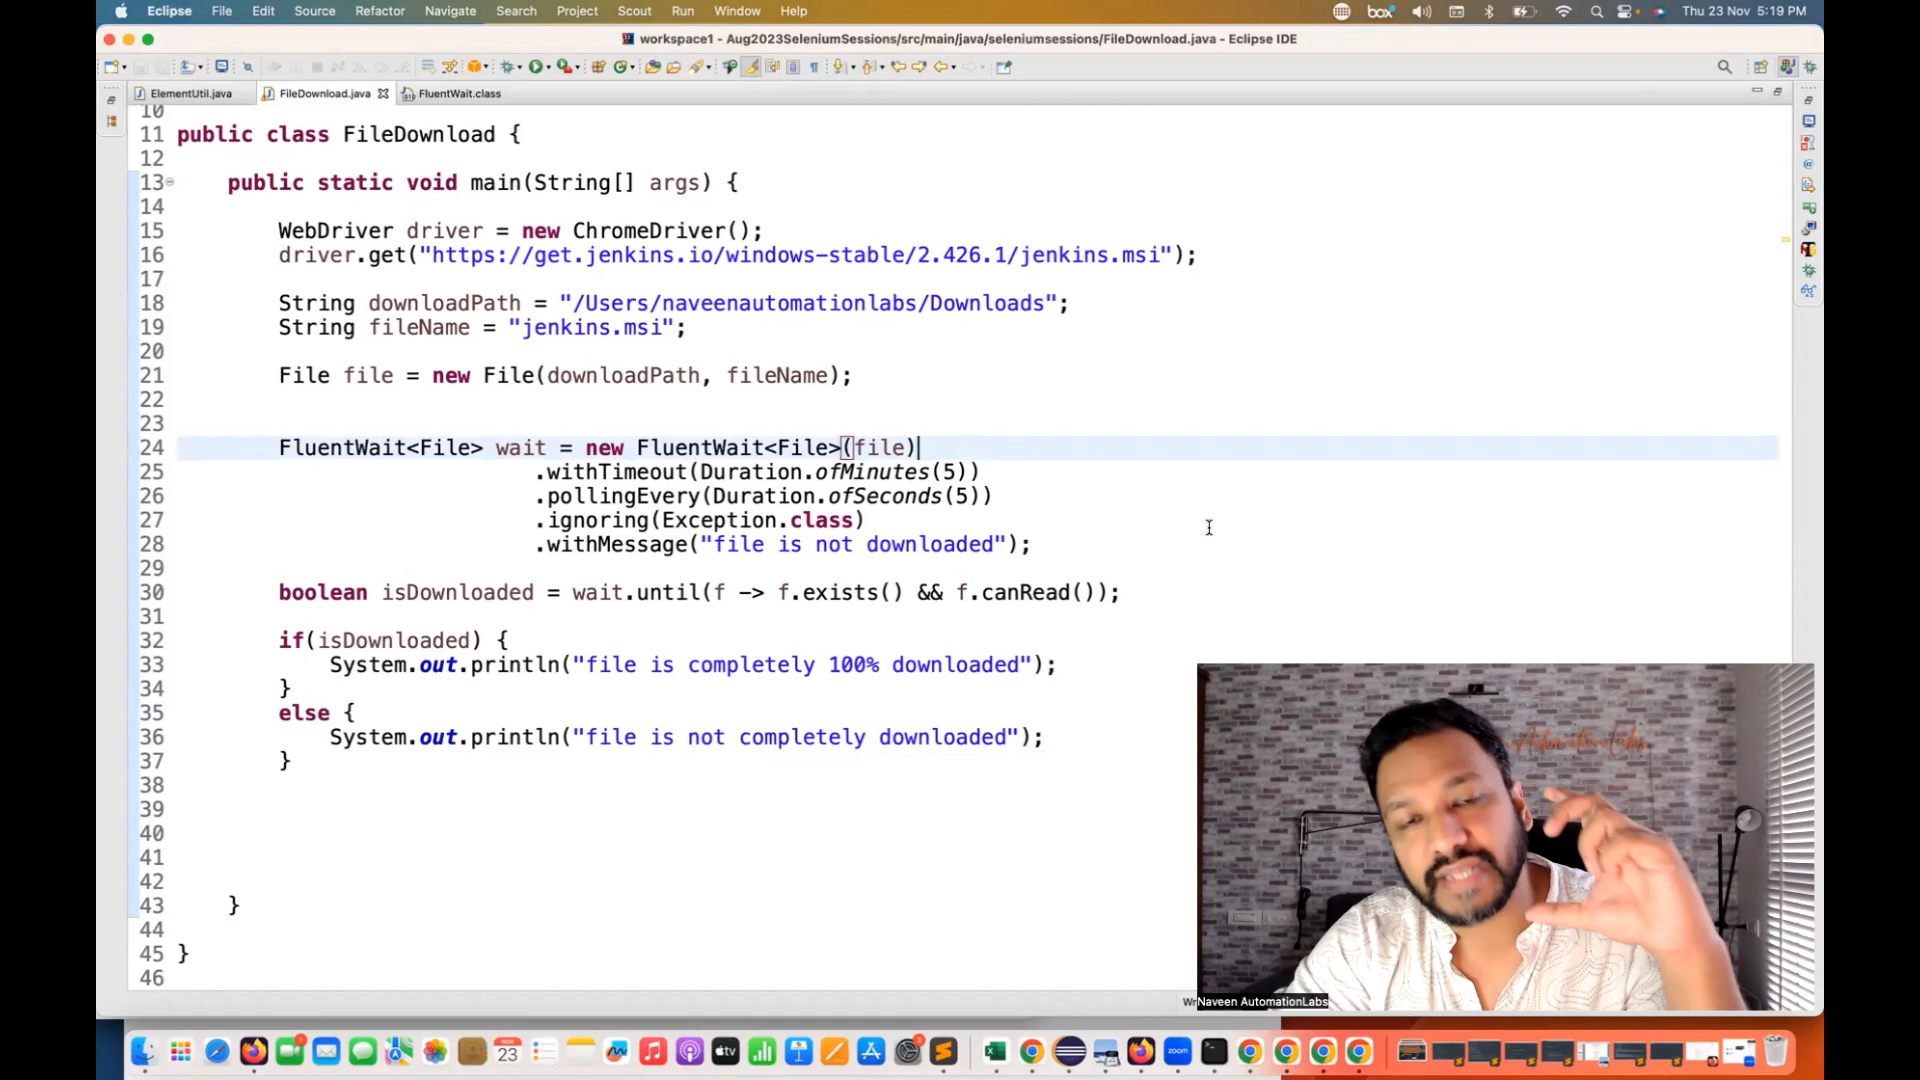 Eclipse File Edit Source Refactor Navigate Search Project Scout Run Window Help box Thu 23 Nov 5:19 PM
workspace1 - Aug2023SeleniumSessions/src/main/java/seleniumsessions/FileDownload.java - Eclipse IDE
ElementUtil.java FileDownload.java FluentWait.class
10
11 public class FileDownload {
12
13 public static void main(String[] args) {
14
15 WebDriver driver = new ChromeDriver();
16 driver.get("https://get.jenkins.io/windows-stable/2.426.1/jenkins.msi");
17
18 String downloadPath = "/Users/naveenautomationlabs/Downloads";
19 String fileName = "jenkins.msi";
20
21 File file = new File(downloadPath, fileName);
22
23
24 FluentWait<File> wait = new FluentWait<File>(file)
25 .withTimeout(Duration.ofMinutes(5))
26 .pollingEvery(Duration.ofSeconds(5))
27 .ignoring(Exception.class)
28 .withMessage("file is not downloaded");
29
30 boolean isDownloaded = wait.until(f -> f.exists() && f.canRead());
31
32 if(isDownloaded) {
33 System.out.println("file is completely 100% downloaded");
34 }
35 else {
36 System.out.println("file is not completely downloaded");
37 }
38
39
40
41
42
43 }
44
45 }
46
Naveen AutomationLabs
NOV
23
tv
zoom